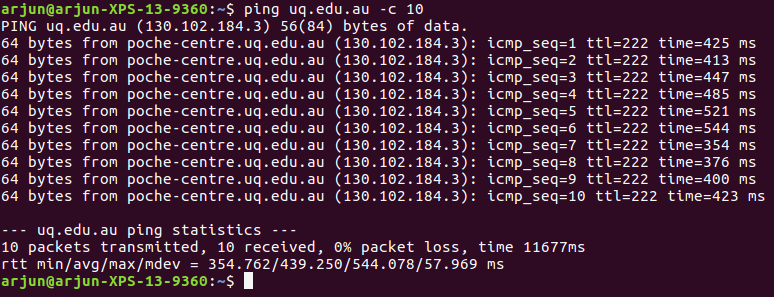 arjun@arjun-XPS-13-9360:~$ ping uq.edu.au -c 10
PING uq.edu.au (130.102.184.3) 56(84) bytes of data.
64 bytes from poche-centre.uq.edu.au (130.102.184.3): icmp_seq=1 ttl=222 time=425 ms
64 bytes from poche-centre.uq.edu.au (130.102.184.3): icmp_seq=2 ttl=222 time=413 ms
64 bytes from poche-centre.uq.edu.au (130.102.184.3): icmp_seq=3 ttl=222 time=447 ms
64 bytes from poche-centre.uq.edu.au (130.102.184.3): icmp_seq=4 ttl=222 time=485 ms
64 bytes from poche-centre.uq.edu.au (130.102.184.3): icmp_seq=5 ttl=222 time=521 ms
64 bytes from poche-centre.uq.edu.au (130.102.184.3): icmp_seq=6 ttl=222 time=544 ms
64 bytes from poche-centre.uq.edu.au (130.102.184.3): icmp_seq=7 ttl=222 time=354 ms
64 bytes from poche-centre.uq.edu.au (130.102.184.3): icmp_seq=8 ttl=222 time=376 ms
64 bytes from poche-centre.uq.edu.au (130.102.184.3): icmp_seq=9 ttl=222 time=400 ms
64 bytes from poche-centre.uq.edu.au (130.102.184.3): icmp_seq=10 ttl=222 time=423 ms
--- uq.edu.au ping statistics ---
10 packets transmitted, 10 received, 0% packet loss, time 11677ms
rtt min/avg/max/mdev = 354.762/439.250/544.078/57.969 ms
arjun@arjun-XPS-13-9360:~$